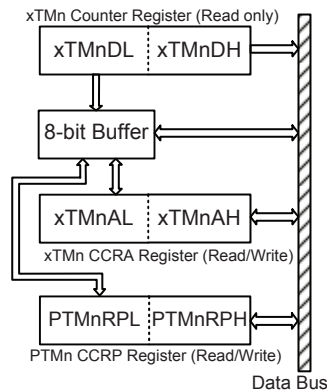 xTMn Counter Register (Read only)
xTMnDL xTMnDH
8-bit Buffer
xTMnAL xTMnAH
xTMn CCRA Register (Read/Write)
PTMnRPL PTMnRPH
PTMn CCRP Register (Read/Write)
Data Bus